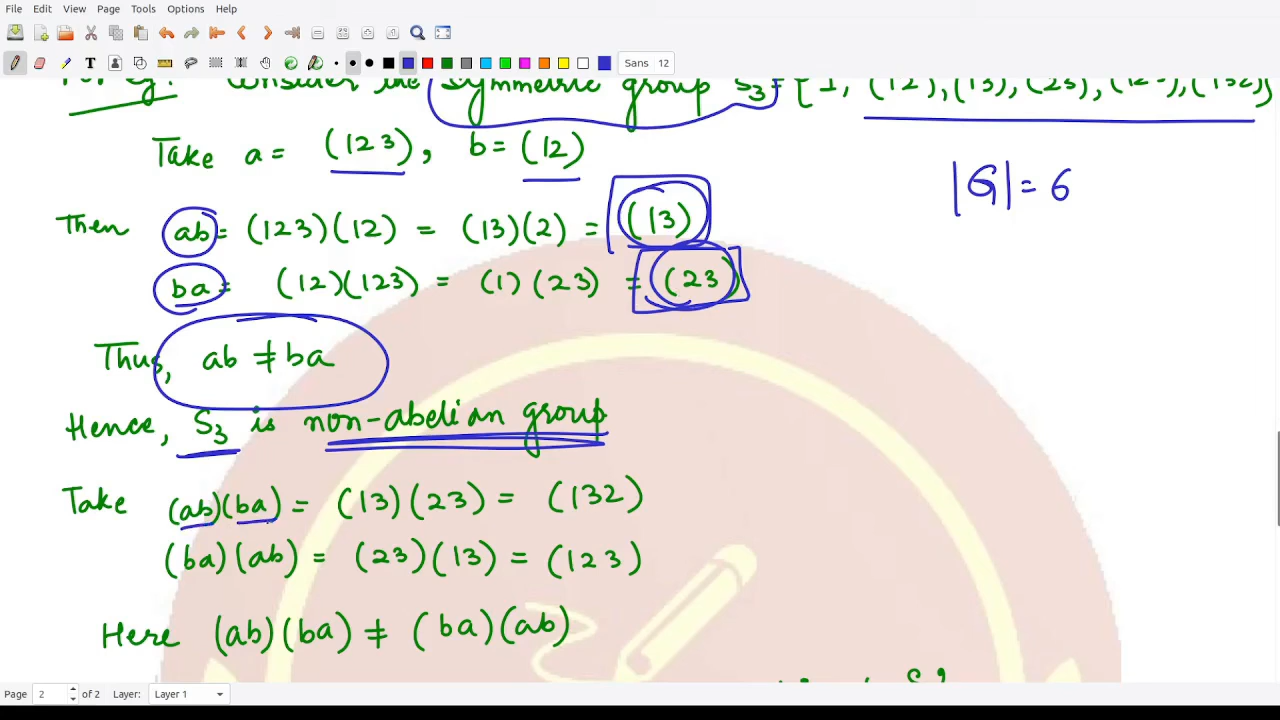 File Edit View Page Tools Options Help
Sans 12
For eg: Consider the symmetric group S₃ = { I, (12), (13), (23), (123), (132)}
Take a = (123), b = (12)
|G| = 6
Then ab = (123)(12) = (13)(2) = (13)
ba = (12)(123) = (1)(23) = (23)
Thus, ab ≠ ba
Hence, S₃ is non-abelian group
Take (ab)(ba) = (13)(23) = (132)
(ba)(ab) = (23)(13) = (123)
Here (ab)(ba) ≠ (ba)(ab)
Page 2 of 2 Layer: Layer 1